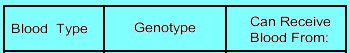 Blood Type
Genotype
Can Receive
Blood From: